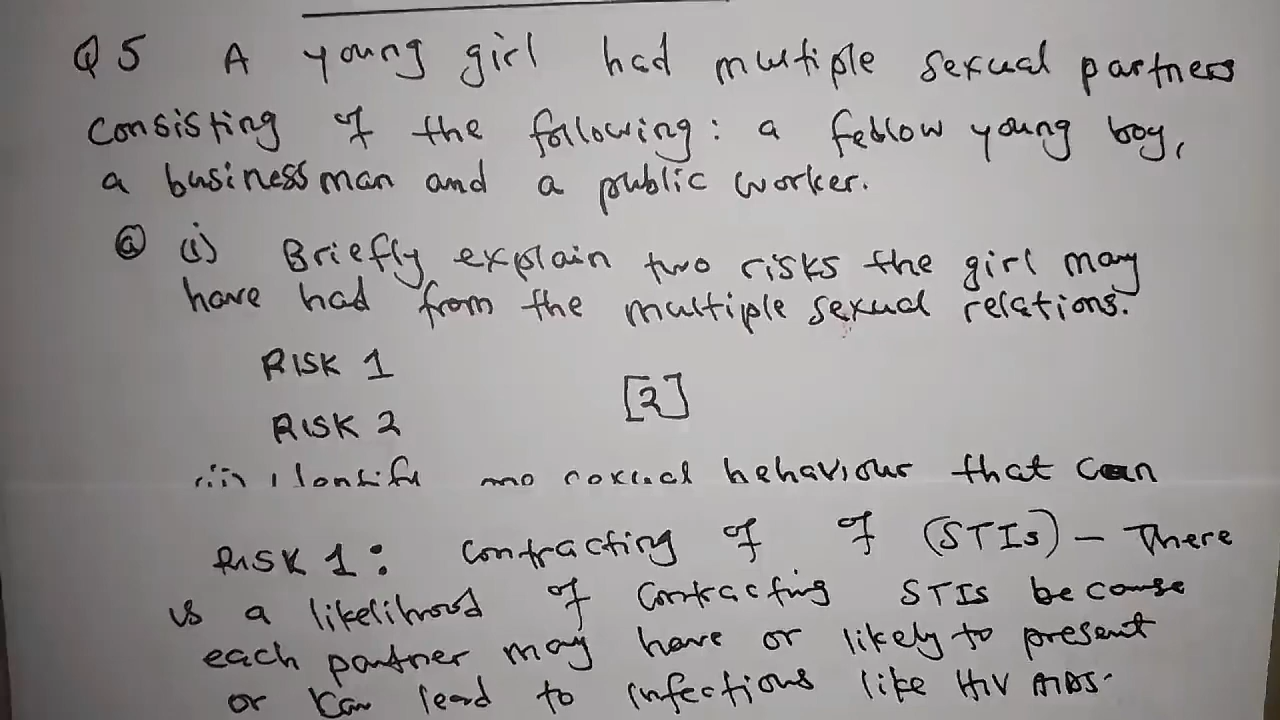 Q5 A young girl had multiple sexual partners
consisting of the following: a fellow young boy,
a businessman and a public worker.
(a) (i) Briefly explain two risks the girl may
have had from the multiple sexual relations.
RISK 1
[2]
RISK 2
behaviour that can
RISK 1: Contracting of of (STIs) – There
is a likelihood of contracting STIs because
each partner may have or likely to present
or can lead to infections like HIV AIDS.